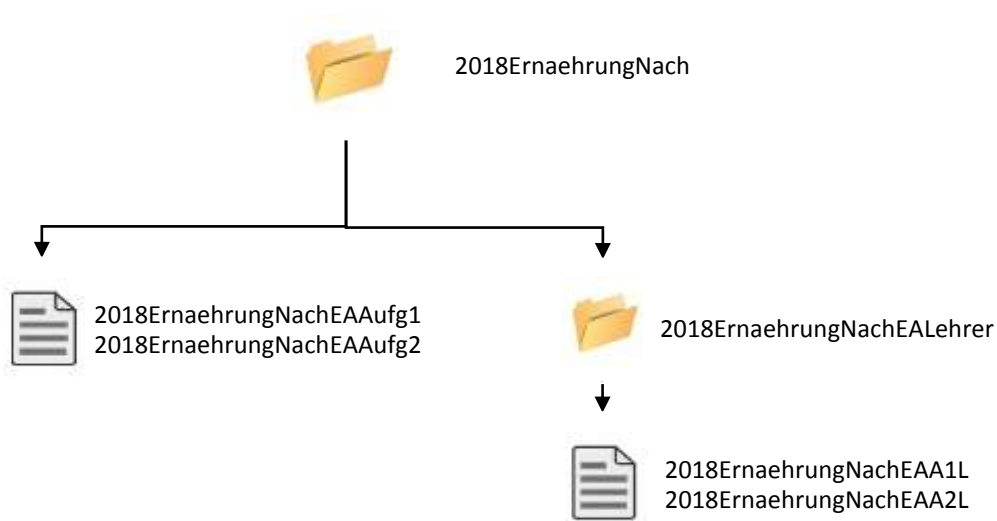 2018ErnaehrungNach
2018ErnaehrungNachEAAufg1
2018ErnaehrungNachEAAufg2
2018ErnaehrungNachEALehrer
2018ErnaehrungNachEAA1L
2018ErnaehrungNachEAA2L